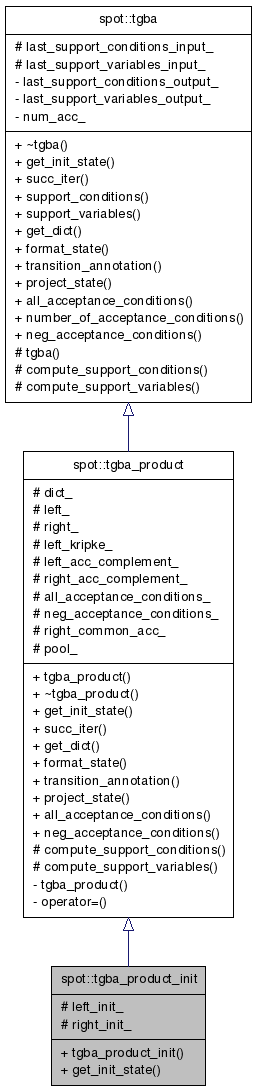 spot::tgba
# last_support_conditions_input_
# last_support_variables_input_
- last_support_conditions_output_
- last_support_variables_output_
- num_acc_
+ ~tgba()
+ get_init_state()
+ succ_iter()
+ support_conditions()
+ support_variables()
+ get_dict()
+ format_state()
+ transition_annotation()
+ project_state()
+ all_acceptance_conditions()
+ number_of_acceptance_conditions()
+ neg_acceptance_conditions()
# tgba()
# compute_support_conditions()
# compute_support_variables()
spot::tgba_product
# dict_
# left_
# right_
# left_kripke_
# left_acc_complement_
# right_acc_complement_
# all_acceptance_conditions_
# neg_acceptance_conditions_
# right_common_acc_
# pool_
+ tgba_product()
+ ~tgba_product()
+ get_init_state()
+ succ_iter()
+ get_dict()
+ format_state()
+ transition_annotation()
+ project_state()
+ all_acceptance_conditions()
+ neg_acceptance_conditions()
# compute_support_conditions()
# compute_support_variables()
- tgba_product()
- operator=()
spot::tgba_product_init
# left_init_
# right_init_
+ tgba_product_init()
+ get_init_state()